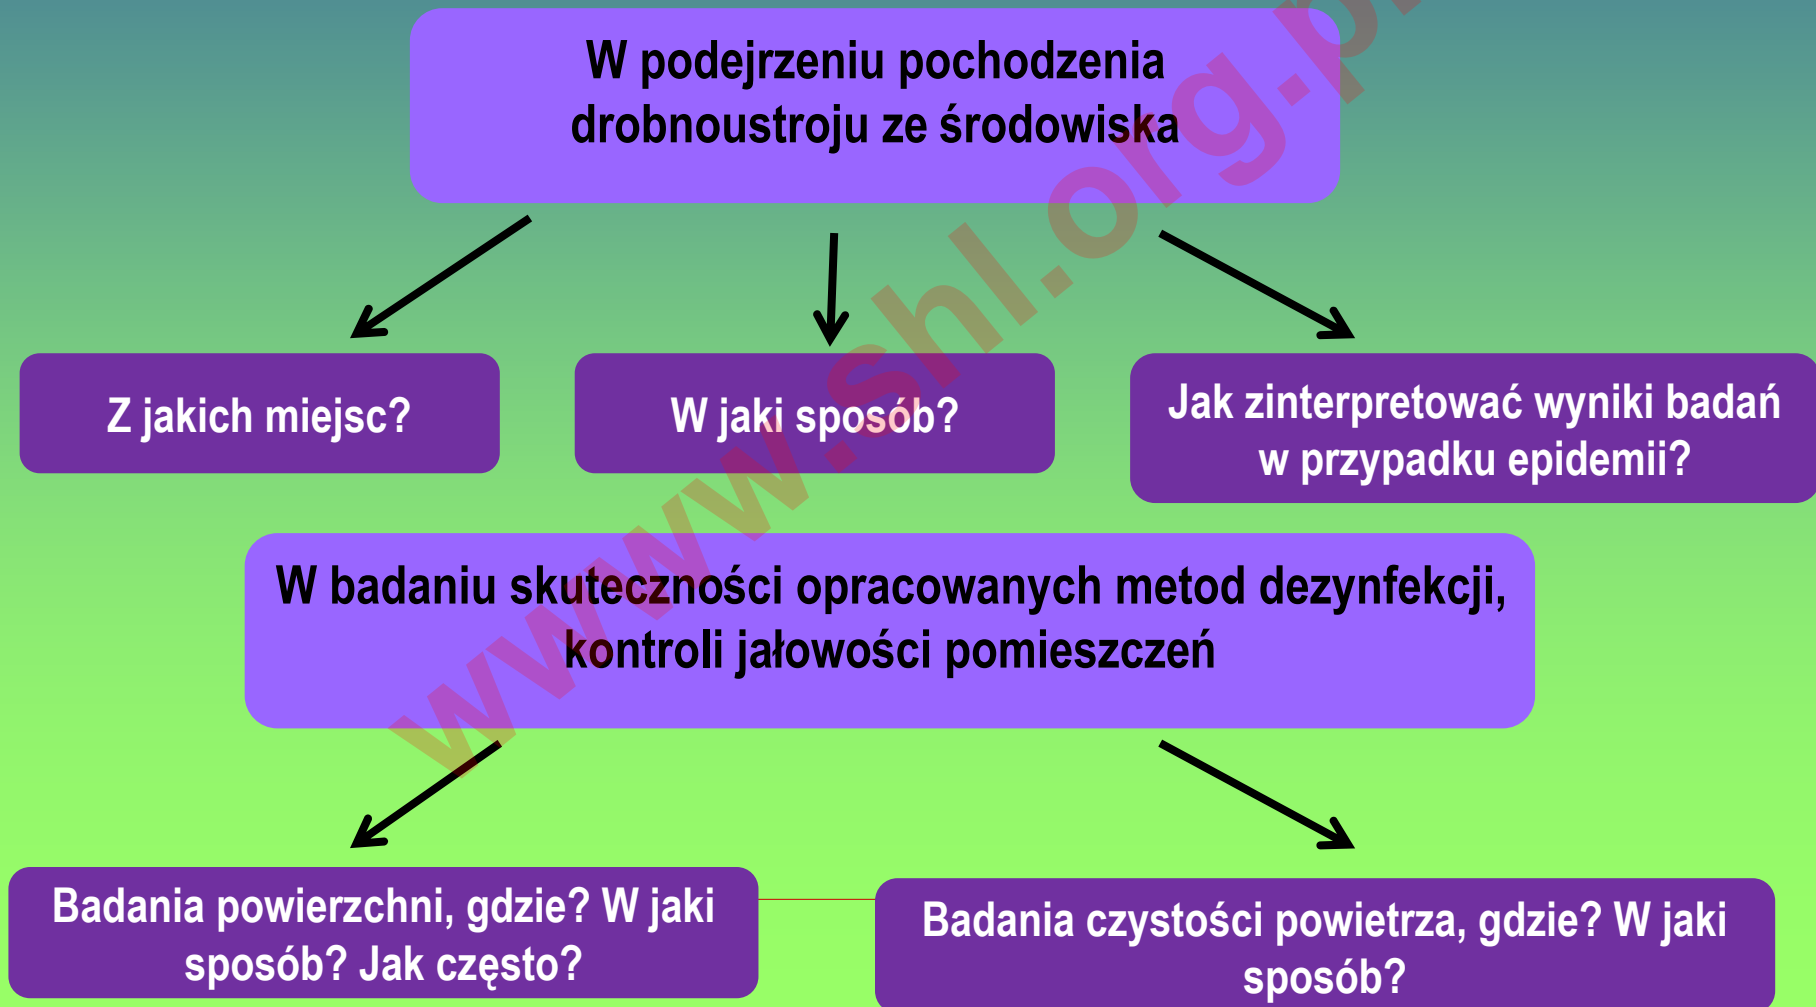 W podejrzeniu pochodzenia
drobnoustroju ze środowiska
Z jakich miejsc?
W jaki sposób?
Jak zinterpretować wyniki badań
w przypadku epidemii?
W badaniu skuteczności opracowanych metod dezynfekcji,
kontroli jałowości pomieszczeń
Badania powierzchni, gdzie? W jaki
sposób? Jak często?
Badania czystości powietrza, gdzie? W jaki
sposób?
www.shl.org.pl